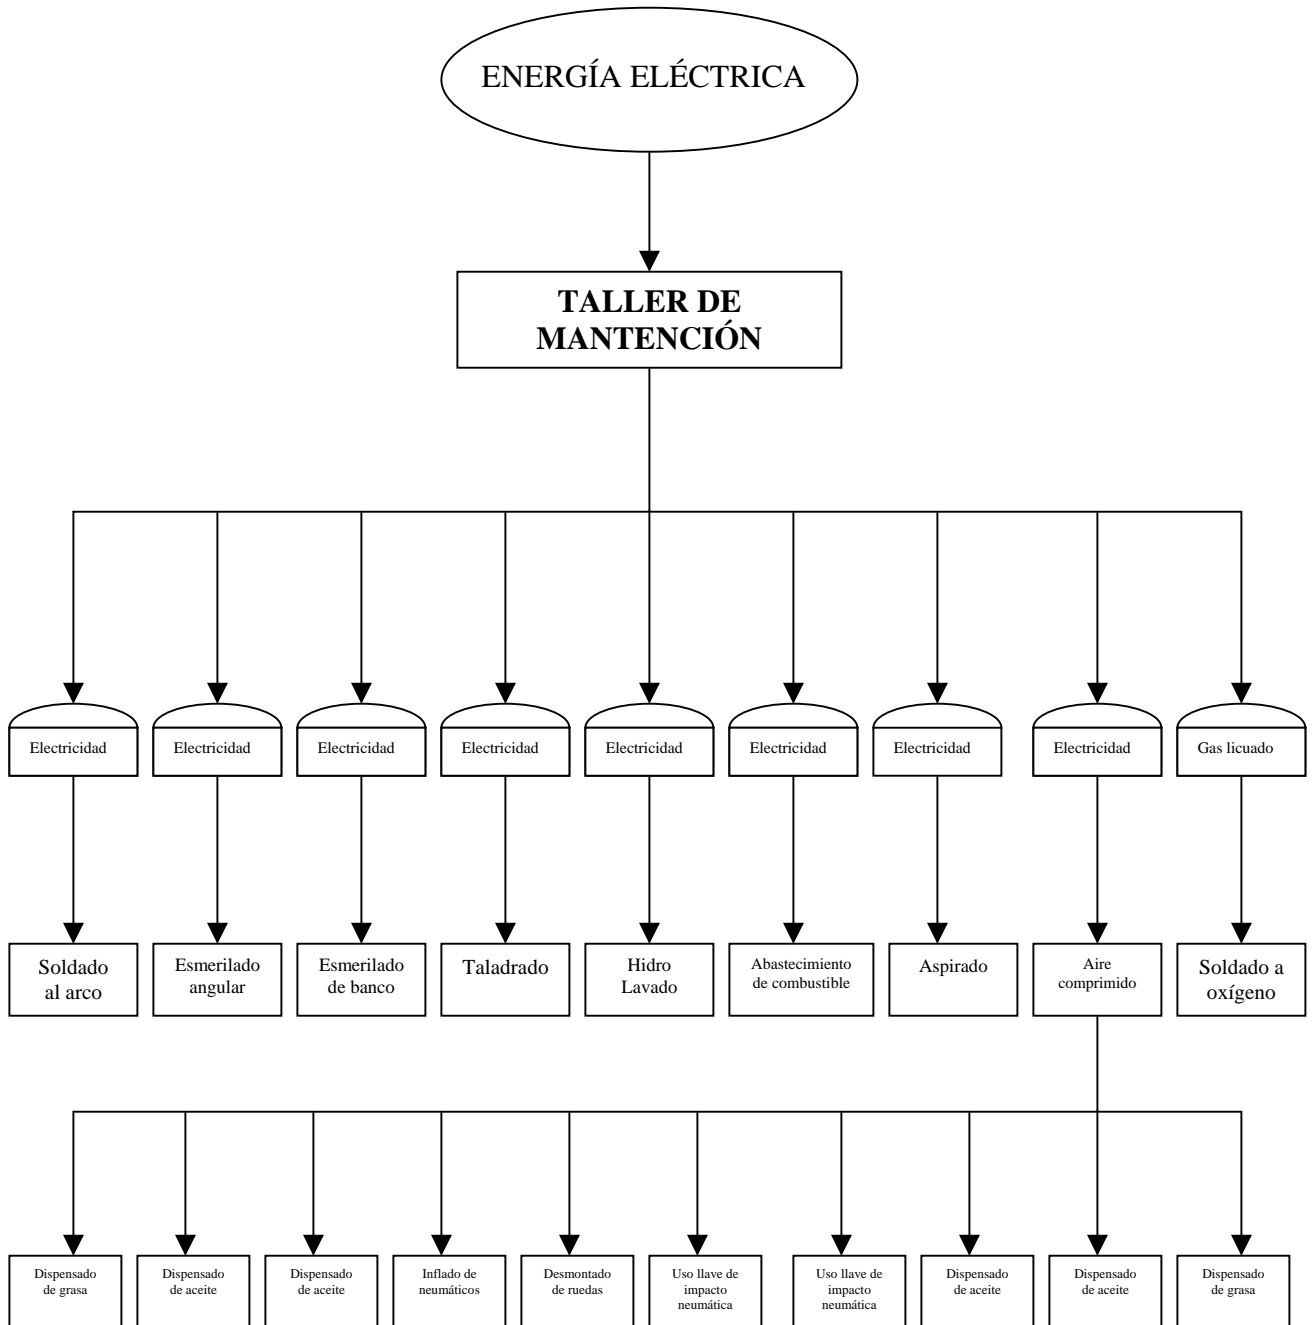 ENERGÍA ELÉCTRICA
TALLER DE
MANTENCIÓN
Electricidad
Electricidad
Electricidad
Electricidad
Electricidad
Electricidad
Electricidad
Electricidad
Gas licuado
Soldado
al arco
Esmerilado
angular
Esmerilado
de banco
Taladrado
Hidro
Lavado
Abastecimiento
de combustible
Aspirado
Aire
comprimido
Soldado a
oxígeno
Dispensado
de grasa
Dispensado
de aceite
Dispensado
de aceite
Inflado de
neumáticos
Desmontado
de ruedas
Uso llave de
impacto
neumática
Uso llave de
impacto
neumática
Dispensado
de aceite
Dispensado
de aceite
Dispensado
de grasa